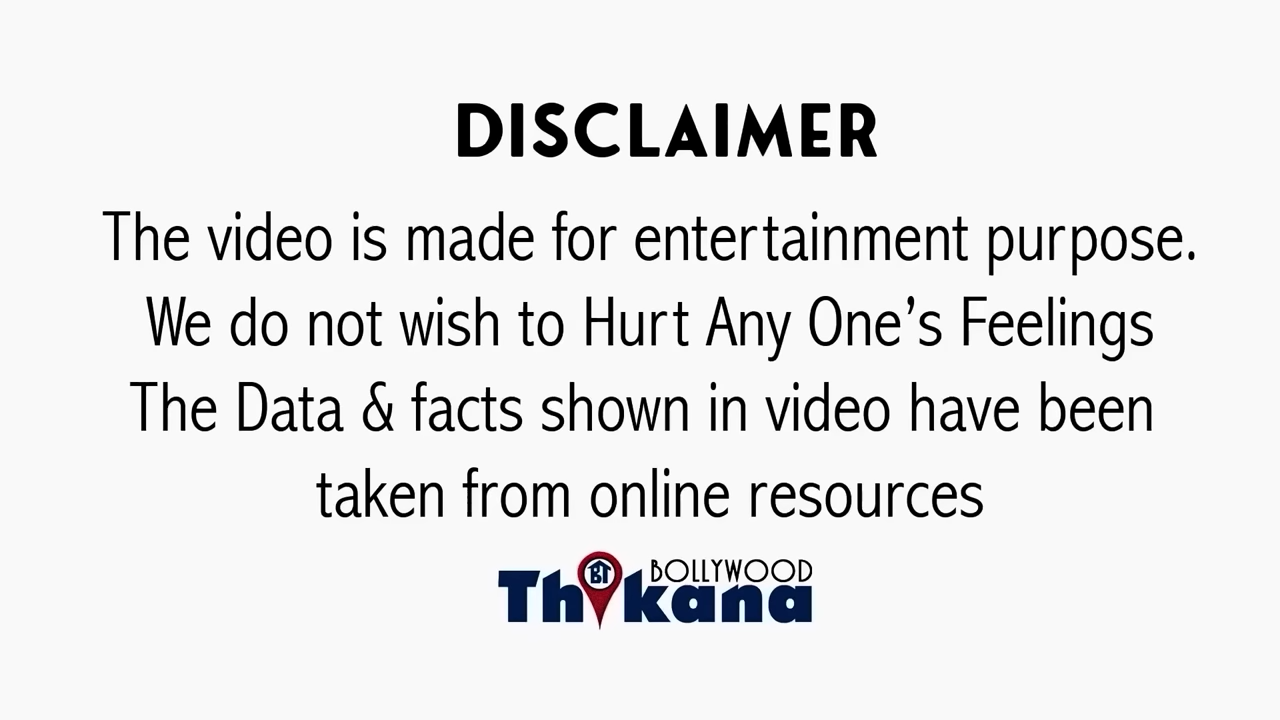 DISCLAIMER
The video is made for entertainment purpose.
We do not wish to Hurt Any One’s Feelings
The Data & facts shown in video have been
taken from online resources
BOLLYWOOD
Thikana
BT